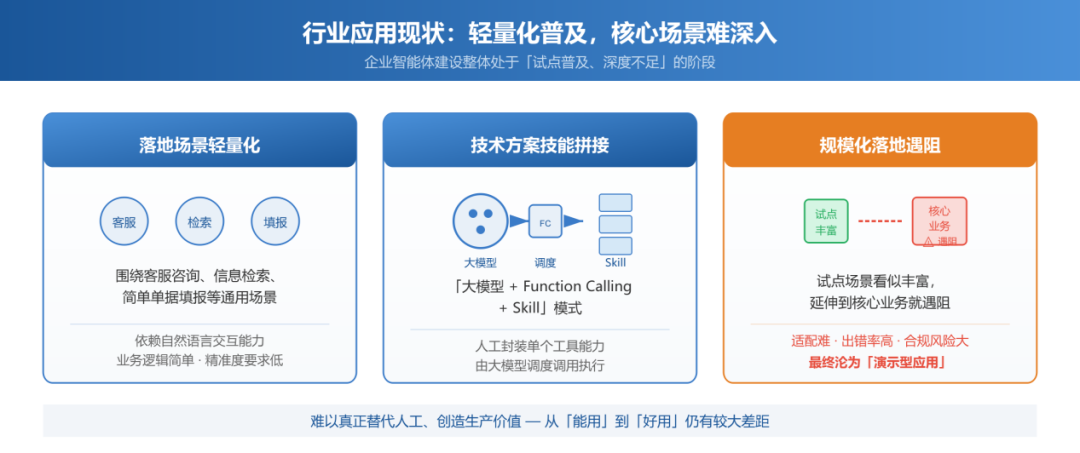 行业应用现状：轻量化普及，核心场景难深入
企业智能体建设整体处于「试点普及、深度不足」的阶段
落地场景轻量化
客服
检索
填报
围绕客服咨询、信息检索、
简单单据填报等通用场景
依赖自然语言交互能力
业务逻辑简单 · 精准度要求低
技术方案技能拼接
FC
大模型
调度
Skill
「大模型 + Function Calling
+ Skill」模式
人工封装单个工具能力
由大模型调度调用执行
规模化落地遇阻
试点
丰富
核心
业务
⚠ 遇阻
试点场景看似丰富，
延伸到核心业务就遇阻
适配难 · 出错率高 · 合规风险大
最终沦为「演示型应用」
难以真正替代人工、创造生产价值 — 从「能用」到「好用」仍有较大差距